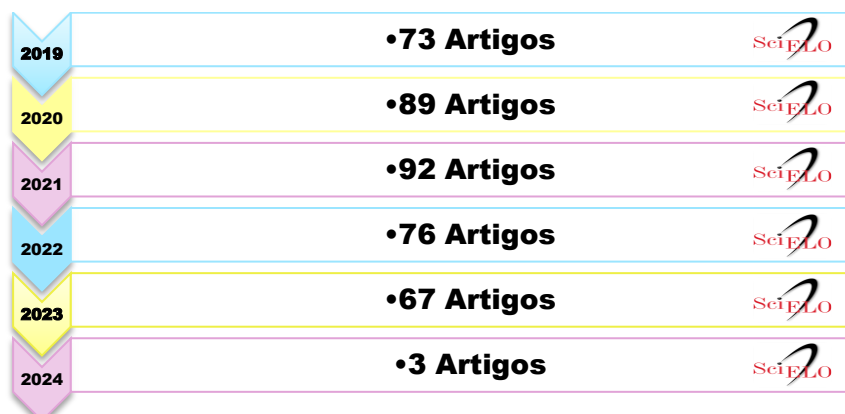 2019 •73 Artigos SciELO
2020 •89 Artigos SciELO
2021 •92 Artigos SciELO
2022 •76 Artigos SciELO
2023 •67 Artigos SciELO
2024 •3 Artigos SciELO